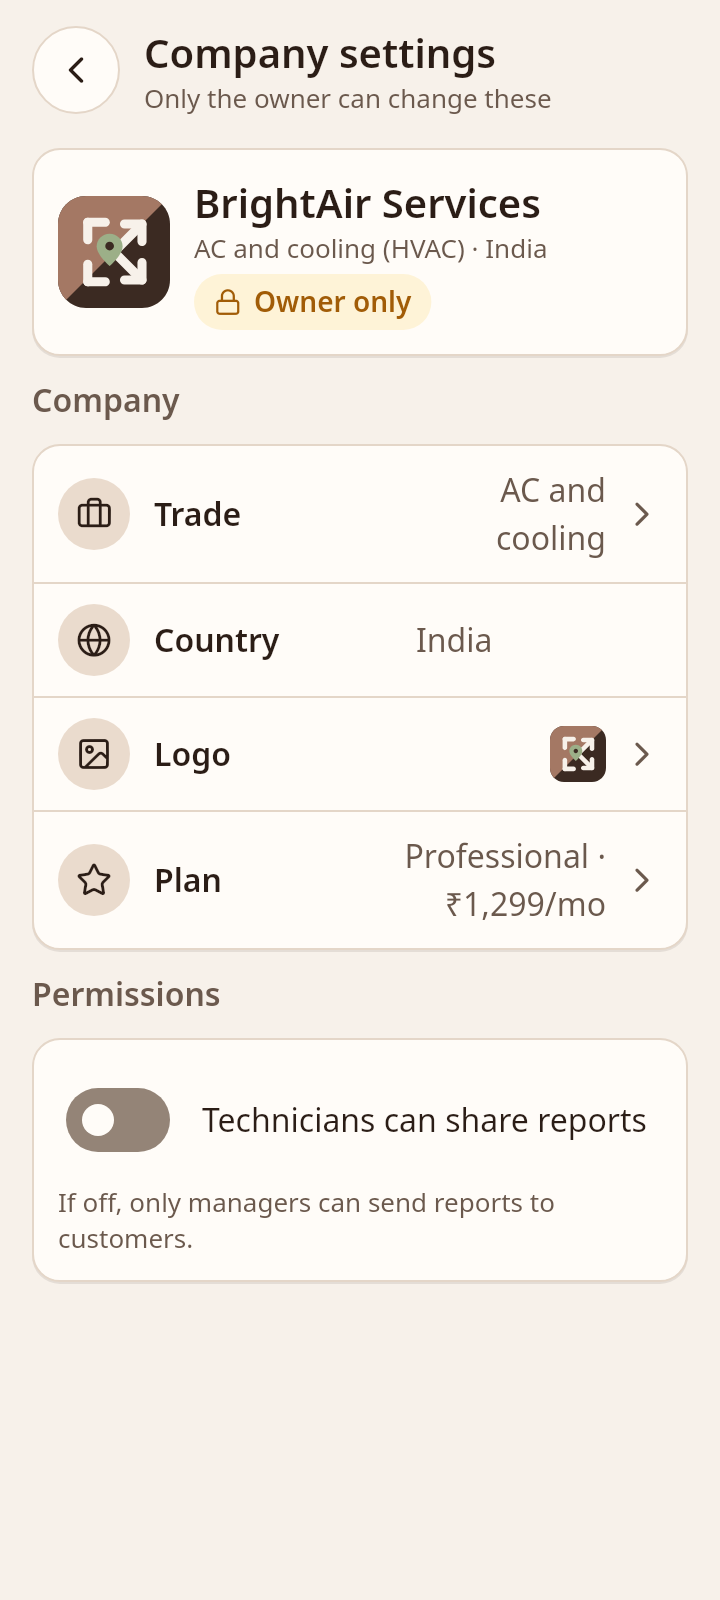 Company settings
Only the owner can change these
BrightAir Services
AC and cooling (HVAC) · India
Owner only
Company
Trade
AC and
cooling
Country
India
Logo
Plan
Professional ·
₹1,299/mo
Permissions
Technicians can share reports
If off, only managers can send reports to
customers.